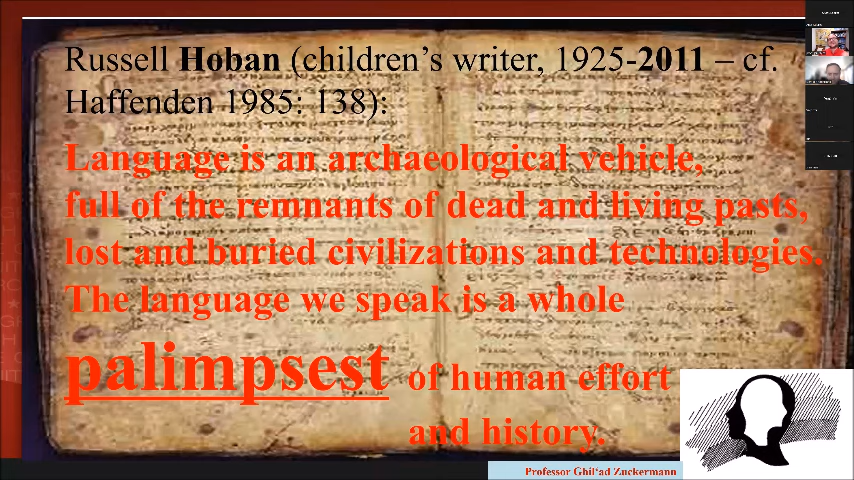 Russell Hoban (children’s writer, 1925-2011 – cf.
Haffenden 1985: 138):
Language is an archaeological vehicle,
full of the remnants of dead and living pasts,
lost and buried civilizations and technologies.
The language we speak is a whole
palimpsest of human effort
and history.
Professor Ghil‘ad Zuckermann